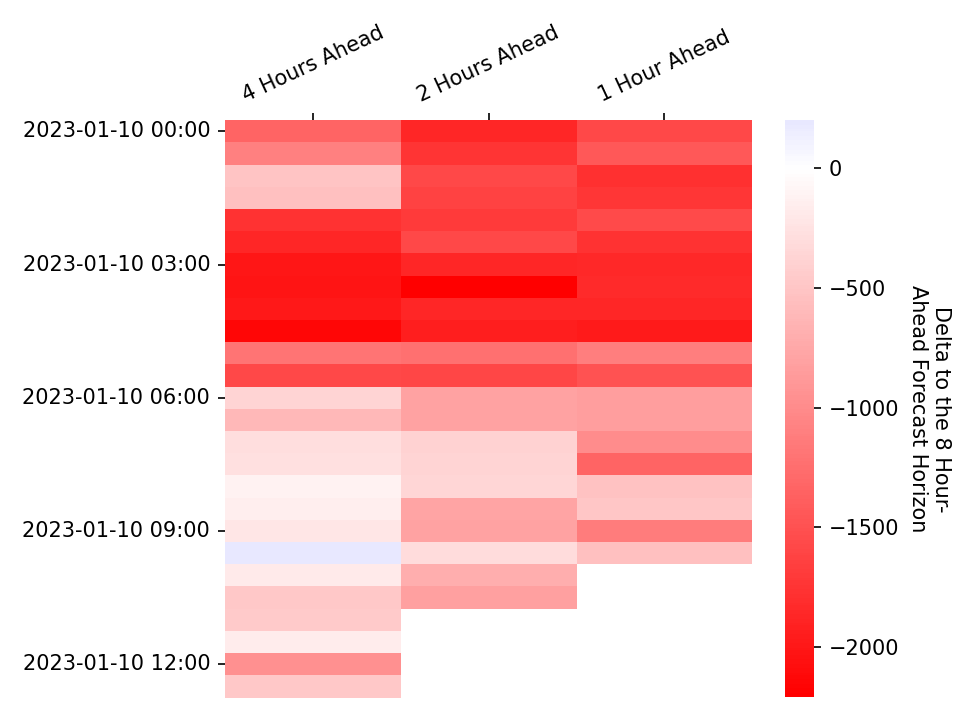 4 Hours Ahead
2 Hours Ahead
1 Hour Ahead
2023-01-10 00:00
2023-01-10 03:00
2023-01-10 06:00
2023-01-10 09:00
2023-01-10 12:00
0
−500
−1000
−1500
−2000
Delta to the 8 Hour-
Ahead Forecast Horizon